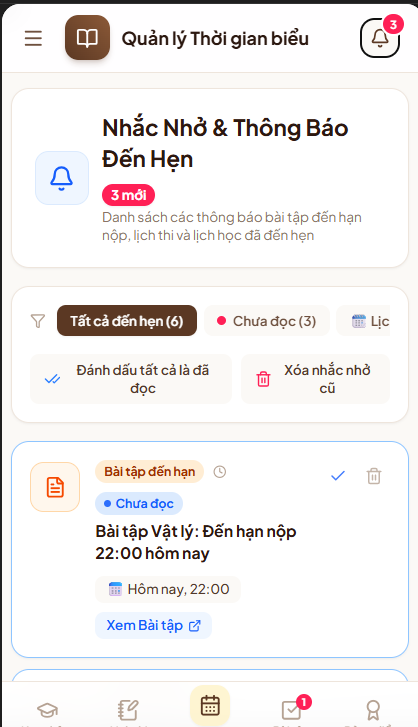 Quản lý Thời gian biểu
3
Nhắc Nhở & Thông Báo
Đến Hạn
3 mới
Danh sách các thông báo bài tập đến hạn
nộp, lịch thi và lịch học đã đến hạn
Tất cả đến hạn (6)
Chưa đọc (3)
Lịc
Đánh dấu tất cả là đã
đọc
Xóa nhắc nhở
cũ
Bài tập đến hạn
Chưa đọc
Bài tập Vật lý: Đến hạn nộp
22:00 hôm nay
Hôm nay, 22:00
Xem Bài tập
1